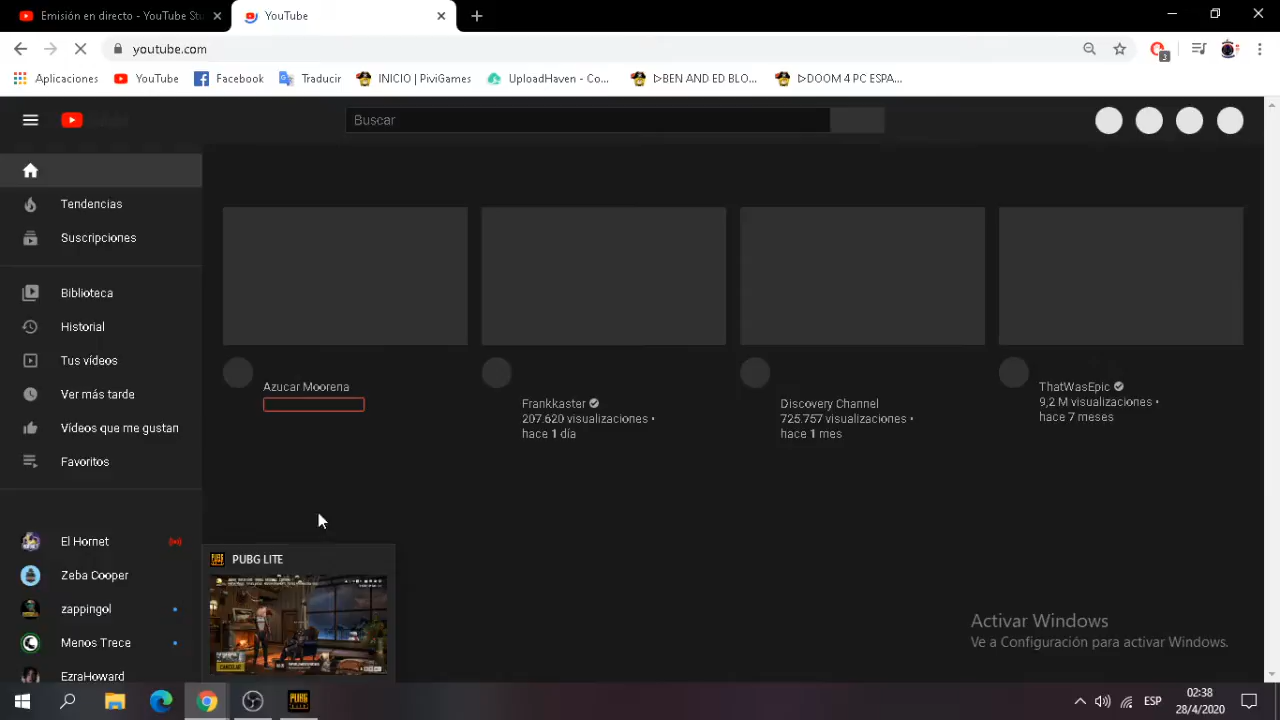 Emisión en directo - YouTube Stu
YouTube
youtube.com
Aplicaciones
YouTube
Facebook
Traducir
INICIO | PiviGames
UploadHaven - Co...
▷BEN AND ED BLO...
▷DOOM 4 PC ESPA...
3
Buscar
Tendencias
Suscripciones
Biblioteca
Historial
Tus vídeos
Ver más tarde
Vídeos que me gustan
Favoritos
El Hornet
Zeba Cooper
zappingol
Menos Trece
EzraHoward
Azucar Moorena
Frankkaster
207.620 visualizaciones •
hace 1 día
Discovery Channel
725.757 visualizaciones •
hace 1 mes
ThatWasEpic
9,2 M visualizaciones •
hace 7 meses
PUBG LITE
CANCELAR
Activar Windows
Ve a Configuración para activar Windows.
ESP
02:38
28/4/2020